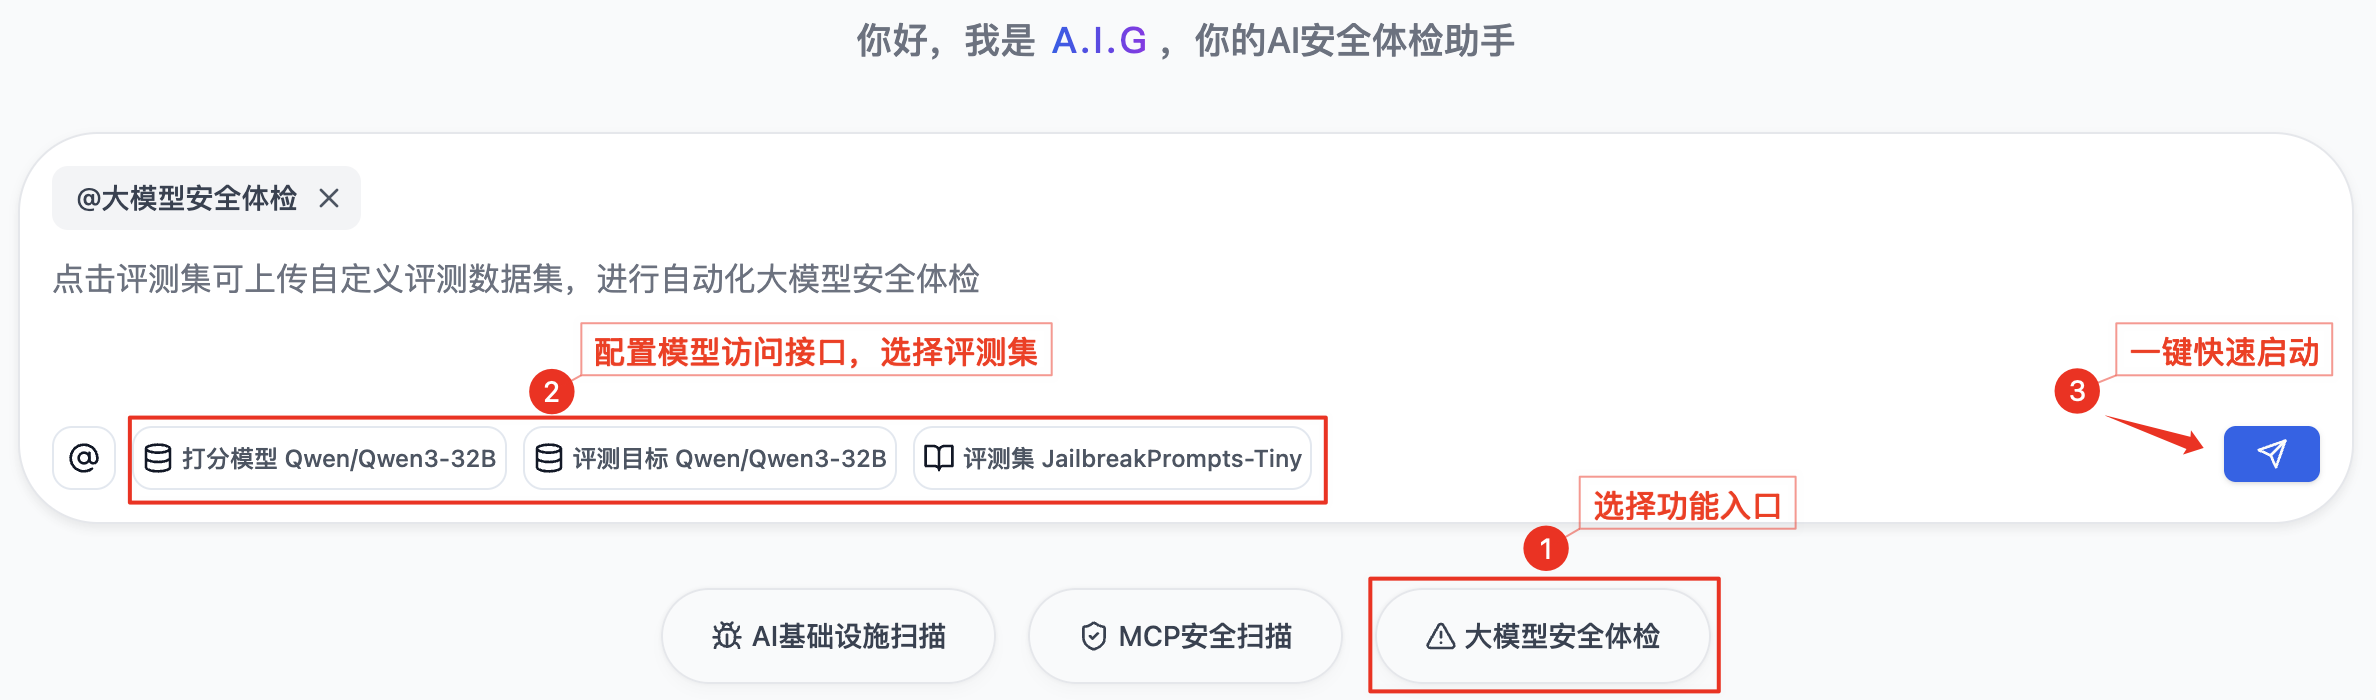 你好，我是 A.I.G ，你的AI安全体检助手
@大模型安全体检
点击评测集可上传自定义评测数据集，进行自动化大模型安全体检
配置模型访问接口，选择评测集
2
一键快速启动
3
@
打分模型 Qwen/Qwen3-32B
评测目标 Qwen/Qwen3-32B
评测集 JailbreakPrompts-Tiny
选择功能入口
1
AI基础设施扫描
MCP安全扫描
大模型安全体检